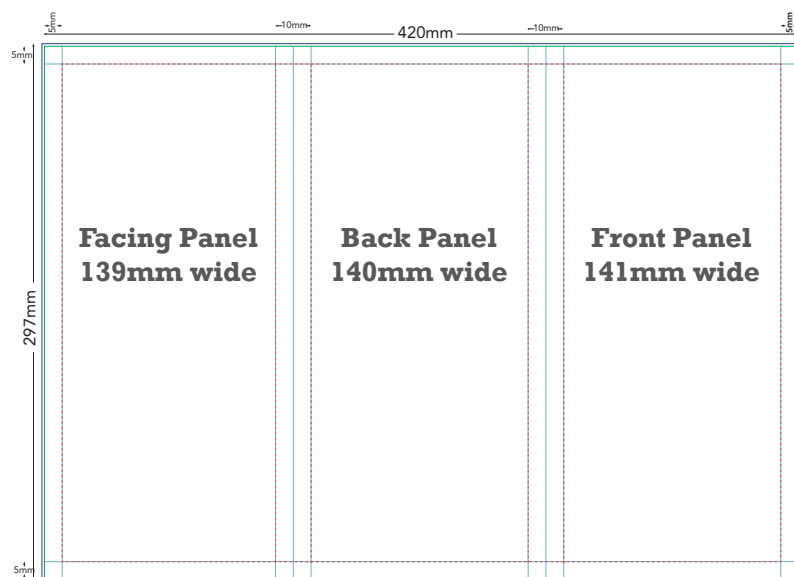 5mm
10mm
420mm
10mm
5mm
5mm
Facing Panel
139mm wide
Back Panel
140mm wide
Front Panel
141mm wide
297mm
5mm